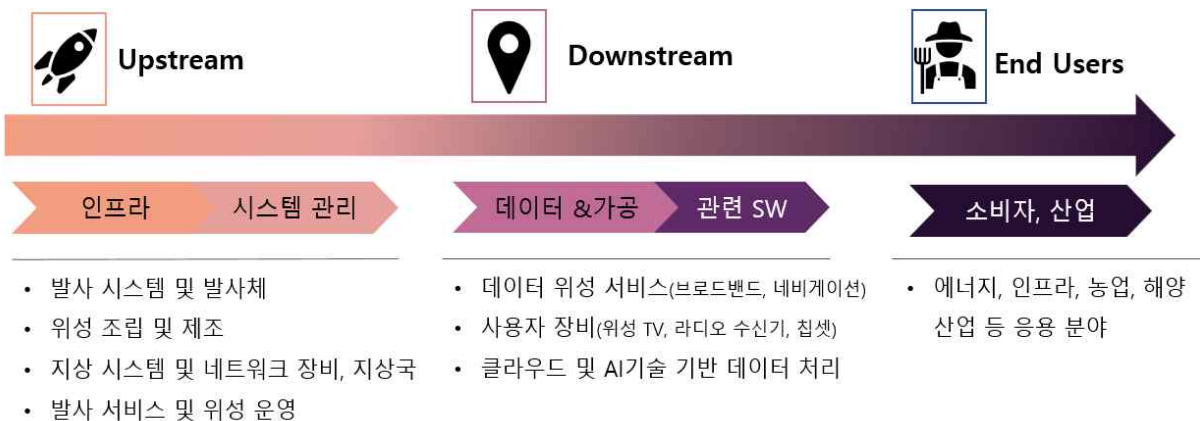 Upstream
Downstream
End Users
인프라
시스템 관리
데이터 &가공
관련 SW
소비자, 산업
• 발사 시스템 및 발사체
• 위성 조립 및 제조
• 지상 시스템 및 네트워크 장비, 지상국
• 발사 서비스 및 위성 운영
• 데이터 위성 서비스(브로드밴드, 네비게이션)
• 사용자 장비(위성 TV, 라디오 수신기, 칩셋)
• 클라우드 및 AI기술 기반 데이터 처리
• 에너지, 인프라, 농업, 해양
산업 등 응용 분야